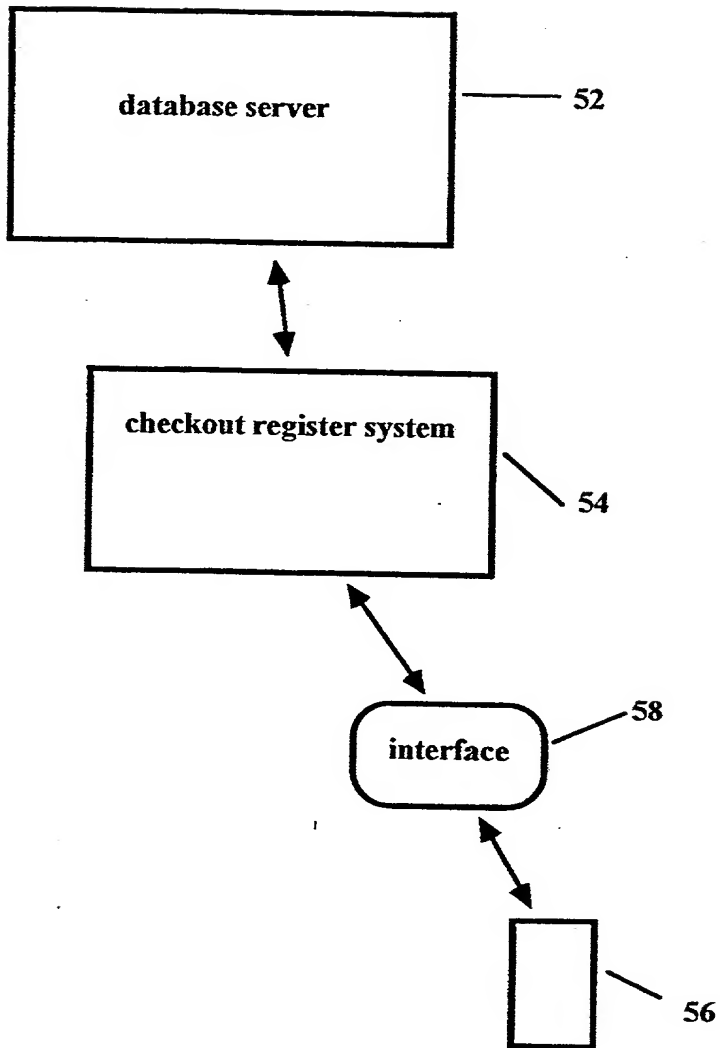 database server
52
checkout register system
54
58
interface
56